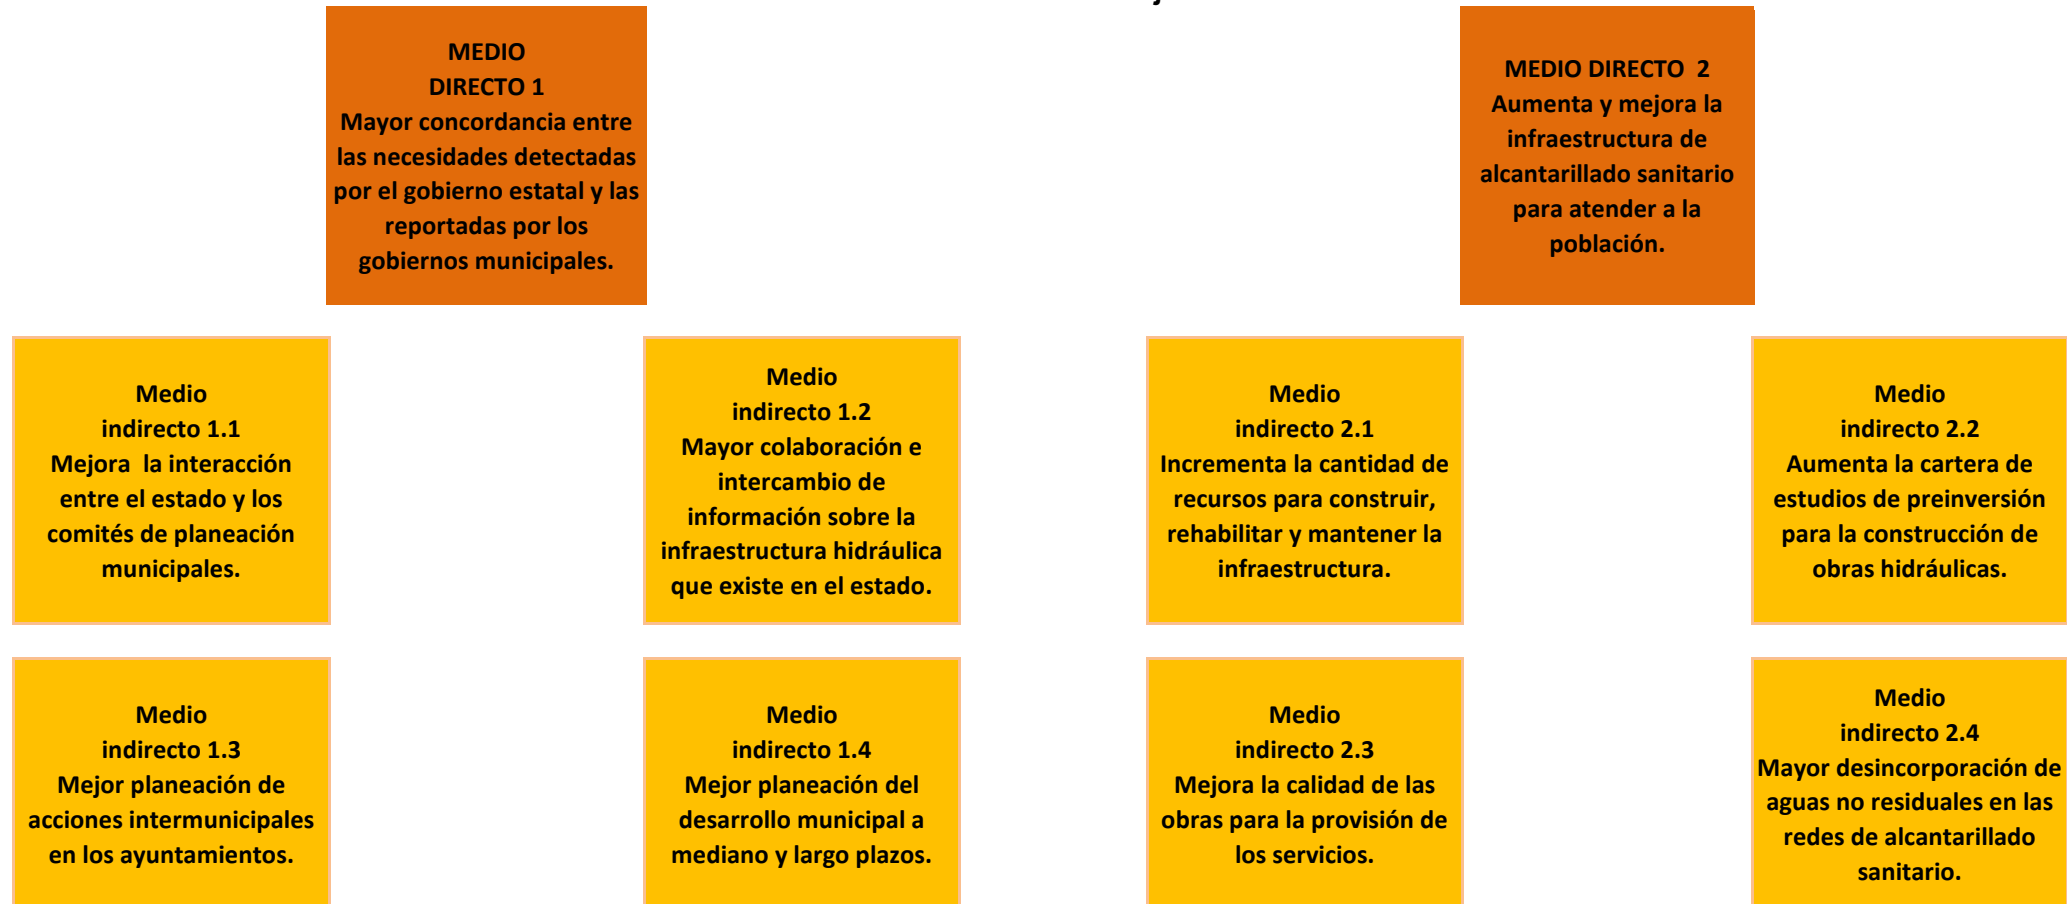 MEDIO
DIRECTO 1
Mayor concordancia entre
las necesidades detectadas
por el gobierno estatal y las
reportadas por los
gobiernos municipales.
MEDIO DIRECTO 2
Aumenta y mejora la
infraestructura de
alcantarillado sanitario
para atender a la
población.
Medio
indirecto 1.1
Mejora la interacción
entre el estado y los
comités de planeación
municipales.
Medio
indirecto 1.2
Mayor colaboración e
intercambio de
información sobre la
infraestructura hidráulica
que existe en el estado.
Medio
indirecto 2.1
Incrementa la cantidad de
recursos para construir,
rehabilitar y mantener la
infraestructura.
Medio
indirecto 2.2
Aumenta la cartera de
estudios de preinversión
para la construcción de
obras hidráulicas.
Medio
indirecto 1.3
Mejor planeación de
acciones intermunicipales
en los ayuntamientos.
Medio
indirecto 1.4
Mejor planeación del
desarrollo municipal a
mediano y largo plazos.
Medio
indirecto 2.3
Mejora la calidad de las
obras para la provisión de
los servicios.
Medio
indirecto 2.4
Mayor desincorporación de
aguas no residuales en las
redes de alcantarillado
sanitario.